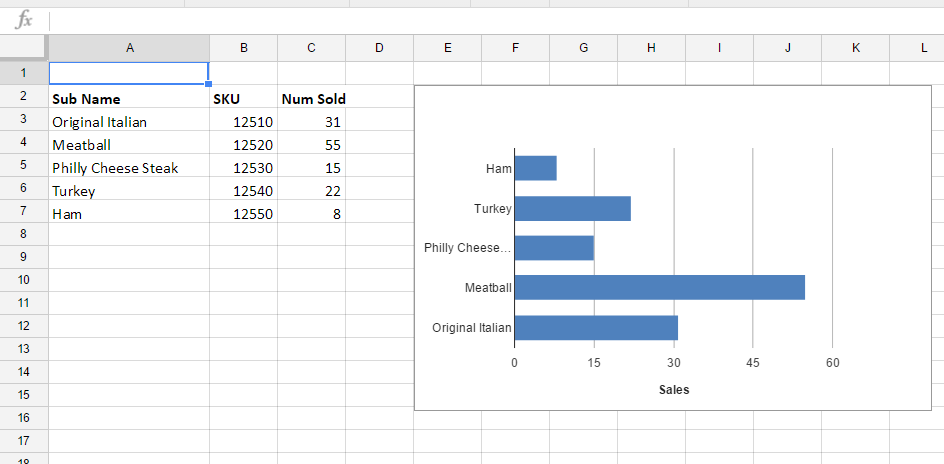 fx
A B C D E F G H I J K L
1
2 Sub Name SKU Num Sold
3 Original Italian 12510 31
4 Meatball 12520 55
5 Philly Cheese Steak 12530 15
6 Turkey 12540 22
7 Ham 12550 8
8
9
10
11
12
13
14
15
16
17
18
Ham
Turkey
Philly Cheese...
Meatball
Original Italian
0 15 30 45 60
Sales